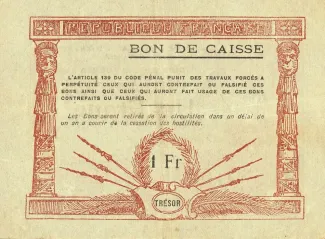 RÉPUBLIQUE FRANÇAISE
BON DE CAISSE
L'ARTICLE 139 DU CODE PÉNAL PUNIT DES TRAVAUX FORCÉS A
PERPÉTUITÉ CEUX QUI AURONT CONTREFAIT OU FALSIFIÉ DES
BONS AINSI QUE CEUX QUI AURONT FAIT USAGE DE CES BONS
CONTREFAITS OU FALSIFIÉS.
Les Bons seront retirés de la circulation dans un délai de
un an a courir de la cessation des hostilités.
1 Fr
TRÉSOR